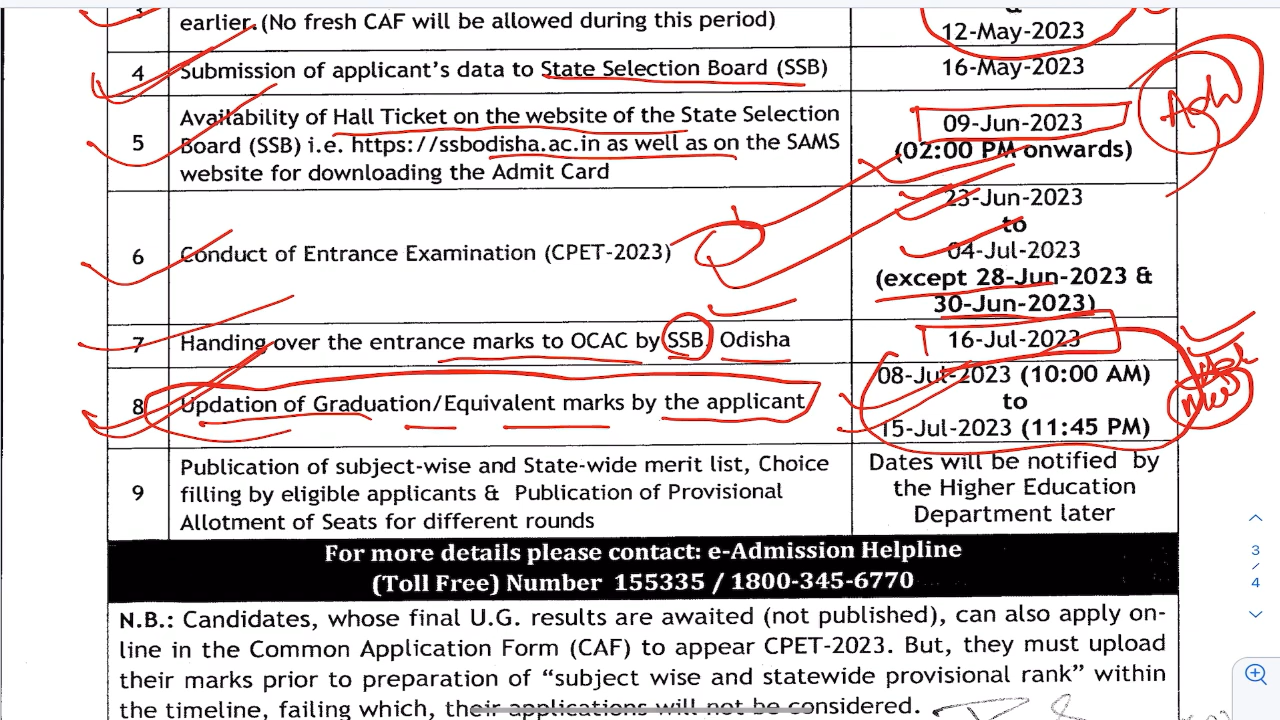 3
earlier. (No fresh CAF will be allowed during this period)
&
12-May-2023
4
Submission of applicant's data to State Selection Board (SSB)
16-May-2023
5
Availability of Hall Ticket on the website of the State Selection
Board (SSB) i.e. https://ssbodisha.ac.in as well as on the SAMS
website for downloading the Admit Card
09-Jun-2023
(02:00 PM onwards)
6
Conduct of Entrance Examination (CPET-2023)
23-Jun-2023
to
04-Jul-2023
(except 28-Jun-2023 &
30-Jun-2023)
7
Handing over the entrance marks to OCAC by SSB, Odisha
16-Jul-2023
8
Updation of Graduation/Equivalent marks by the applicant
08-Jul-2023 (10:00 AM)
to
15-Jul-2023 (11:45 PM)
9
Publication of subject-wise and State-wide merit list, Choice
filling by eligible applicants & Publication of Provisional
Allotment of Seats for different rounds
Dates will be notified by
the Higher Education
Department later
For more details please contact: e-Admission Helpline
(Toll Free) Number 155335 / 1800-345-6770
N.B.: Candidates, whose final U.G. results are awaited (not published), can also apply on-
line in the Common Application Form (CAF) to appear CPET-2023. But, they must upload
their marks prior to preparation of "subject wise and statewide provisional rank" within
the timeline, failing which, their applications will not be considered.
3
/
4